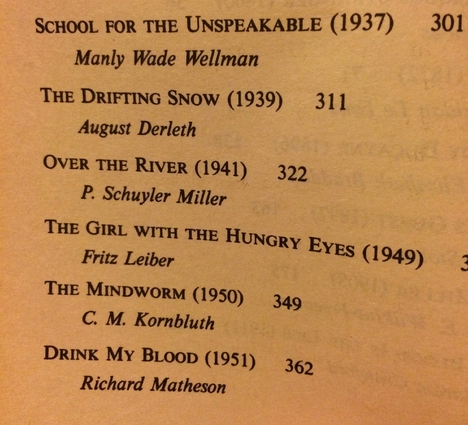 SCHOOL FOR THE UNSPEAKABLE (1937) 301
Manly Wade Wellman
THE DRIFTING SNOW (1939) 311
August Derleth
OVER THE RIVER (1941) 322
P. Schuyler Miller
THE GIRL WITH THE HUNGRY EYES (1949) 3
Fritz Leiber
THE MINDWORM (1950) 349
C. M. Kornbluth
DRINK MY BLOOD (1951) 362
Richard Matheson